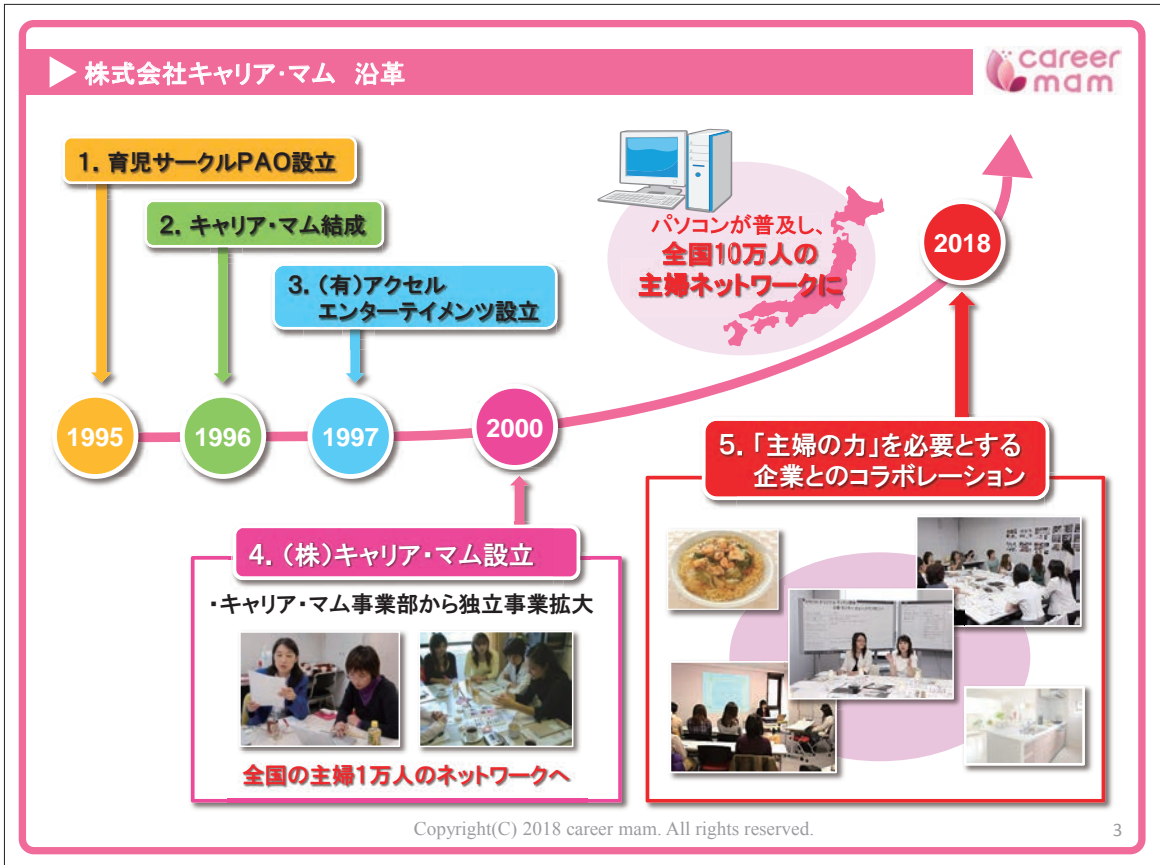 株式会社キャリア・マム 沿革
career
mam
1. 育児サークルPAO設立
2. キャリア・マム結成
3. (有)アクセル
エンターテイメンツ設立
パソコンが普及し、
全国10万人の
主婦ネットワークに
1995
1996
1997
2000
2018
4. (株)キャリア・マム設立
・キャリア・マム事業部から独立事業拡大
全国の主婦1万人のネットワークへ
5. 「主婦の力」を必要とする
企業とのコラボレーション
Copyright(C) 2018 career mam. All rights reserved.
3